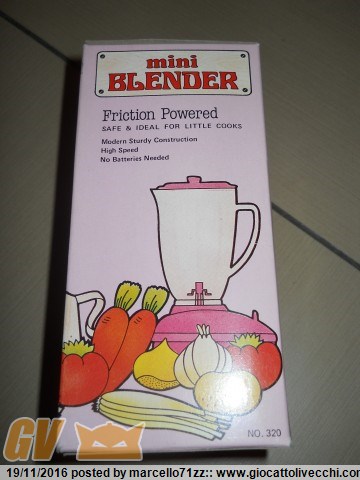 mini
BLENDER
Friction Powered
SAFE & IDEAL FOR LITTLE COOKS
Modern Sturdy Construction
High Speed
No Batteries Needed
NO. 320
GV
19/11/2016 posted by marcello71zz:: www.giocattolivecchi.com